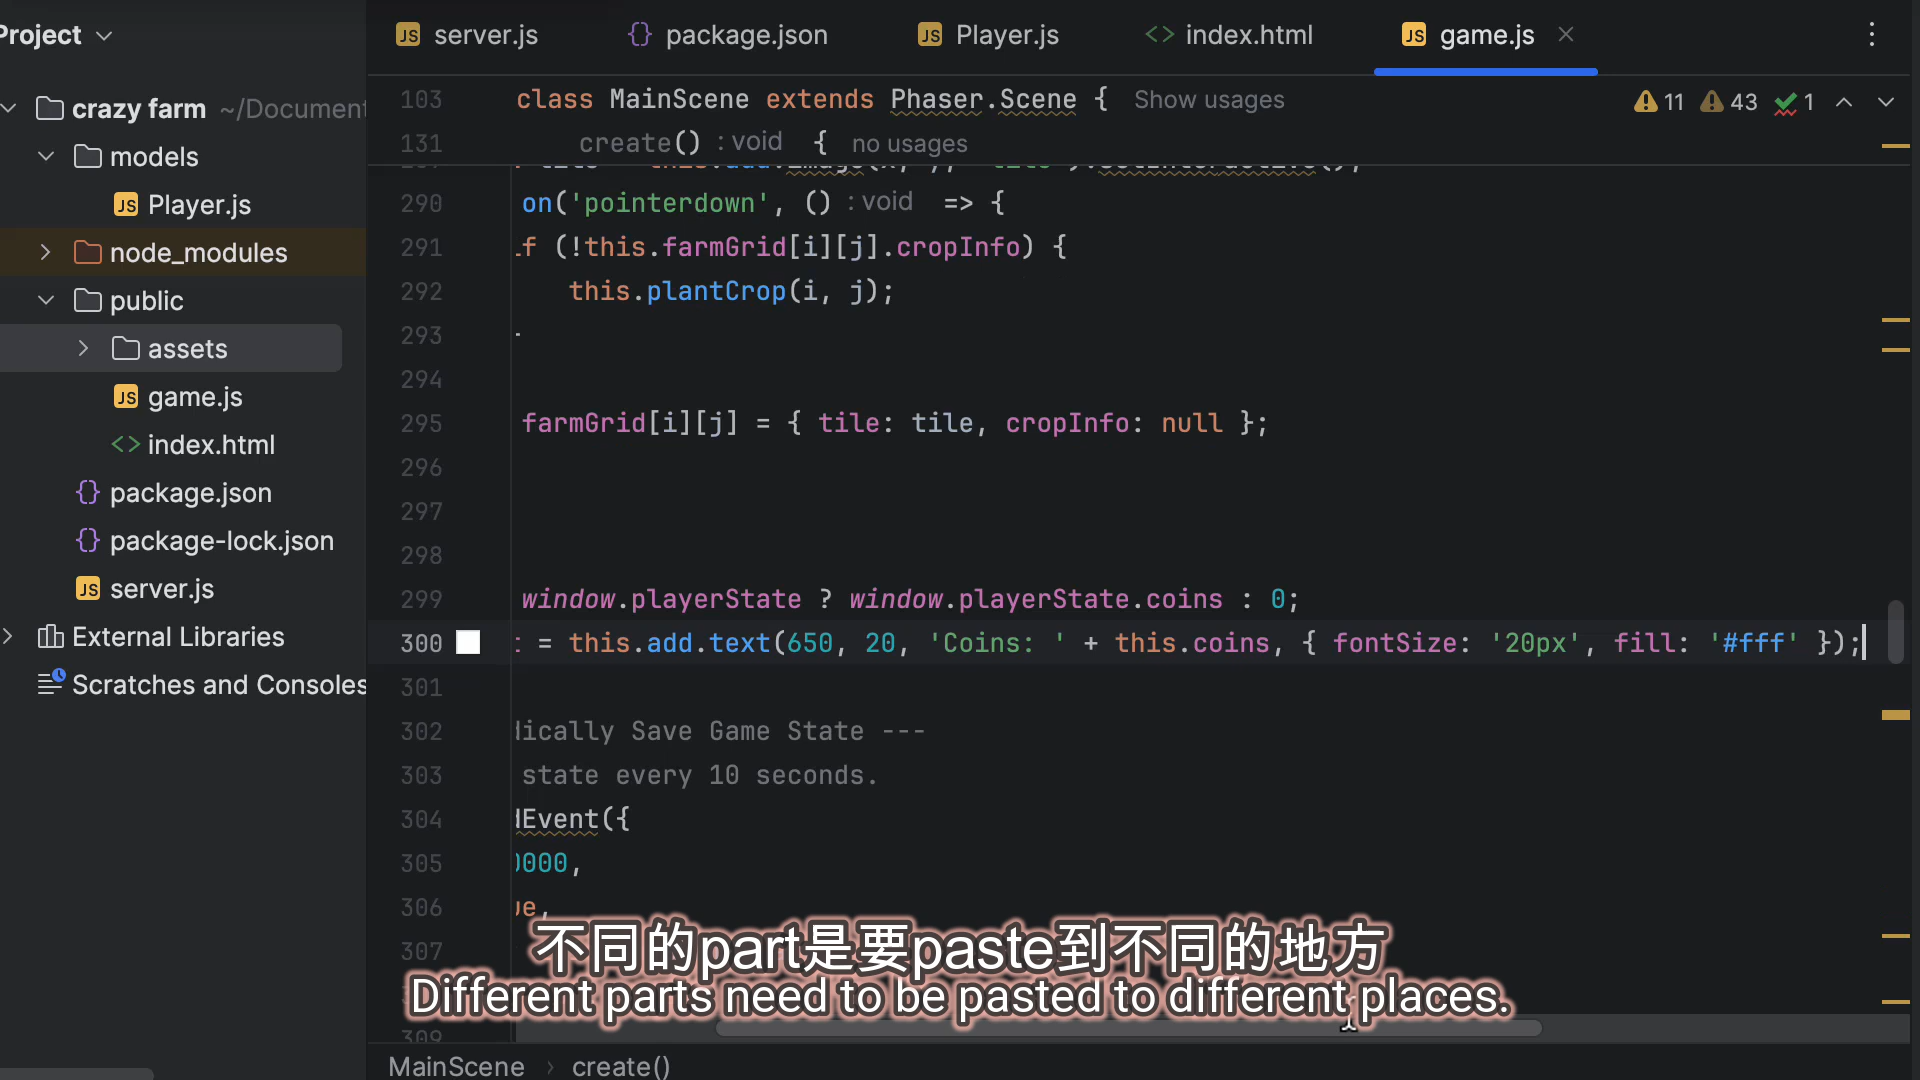 Project
server.js
package.json
Player.js
index.html
game.js
crazy farm ~/Document
models
Player.js
node_modules
public
assets
game.js
index.html
package.json
package-lock.json
server.js
External Libraries
Scratches and Consoles
103 class MainScene extends Phaser.Scene { Show usages
11 43 1
131 create() : void { no usages
290 on('pointerdown', () : void => {
291 if (!this.farmGrid[i][j].cropInfo) {
292 this.plantCrop(i, j);
293
294
295 farmGrid[i][j] = { tile: tile, cropInfo: null };
296
297
298
299 window.playerState ? window.playerState.coins : 0;
300 = this.add.text(650, 20, 'Coins: ' + this.coins, { fontSize: '20px', fill: '#fff' });
301
302 dically Save Game State ---
303 state every 10 seconds.
304 dEvent({
305 0000,
306 ue,
307
309
不同的part是要paste到不同的地方
Different parts need to be pasted to different places.
MainScene › create()